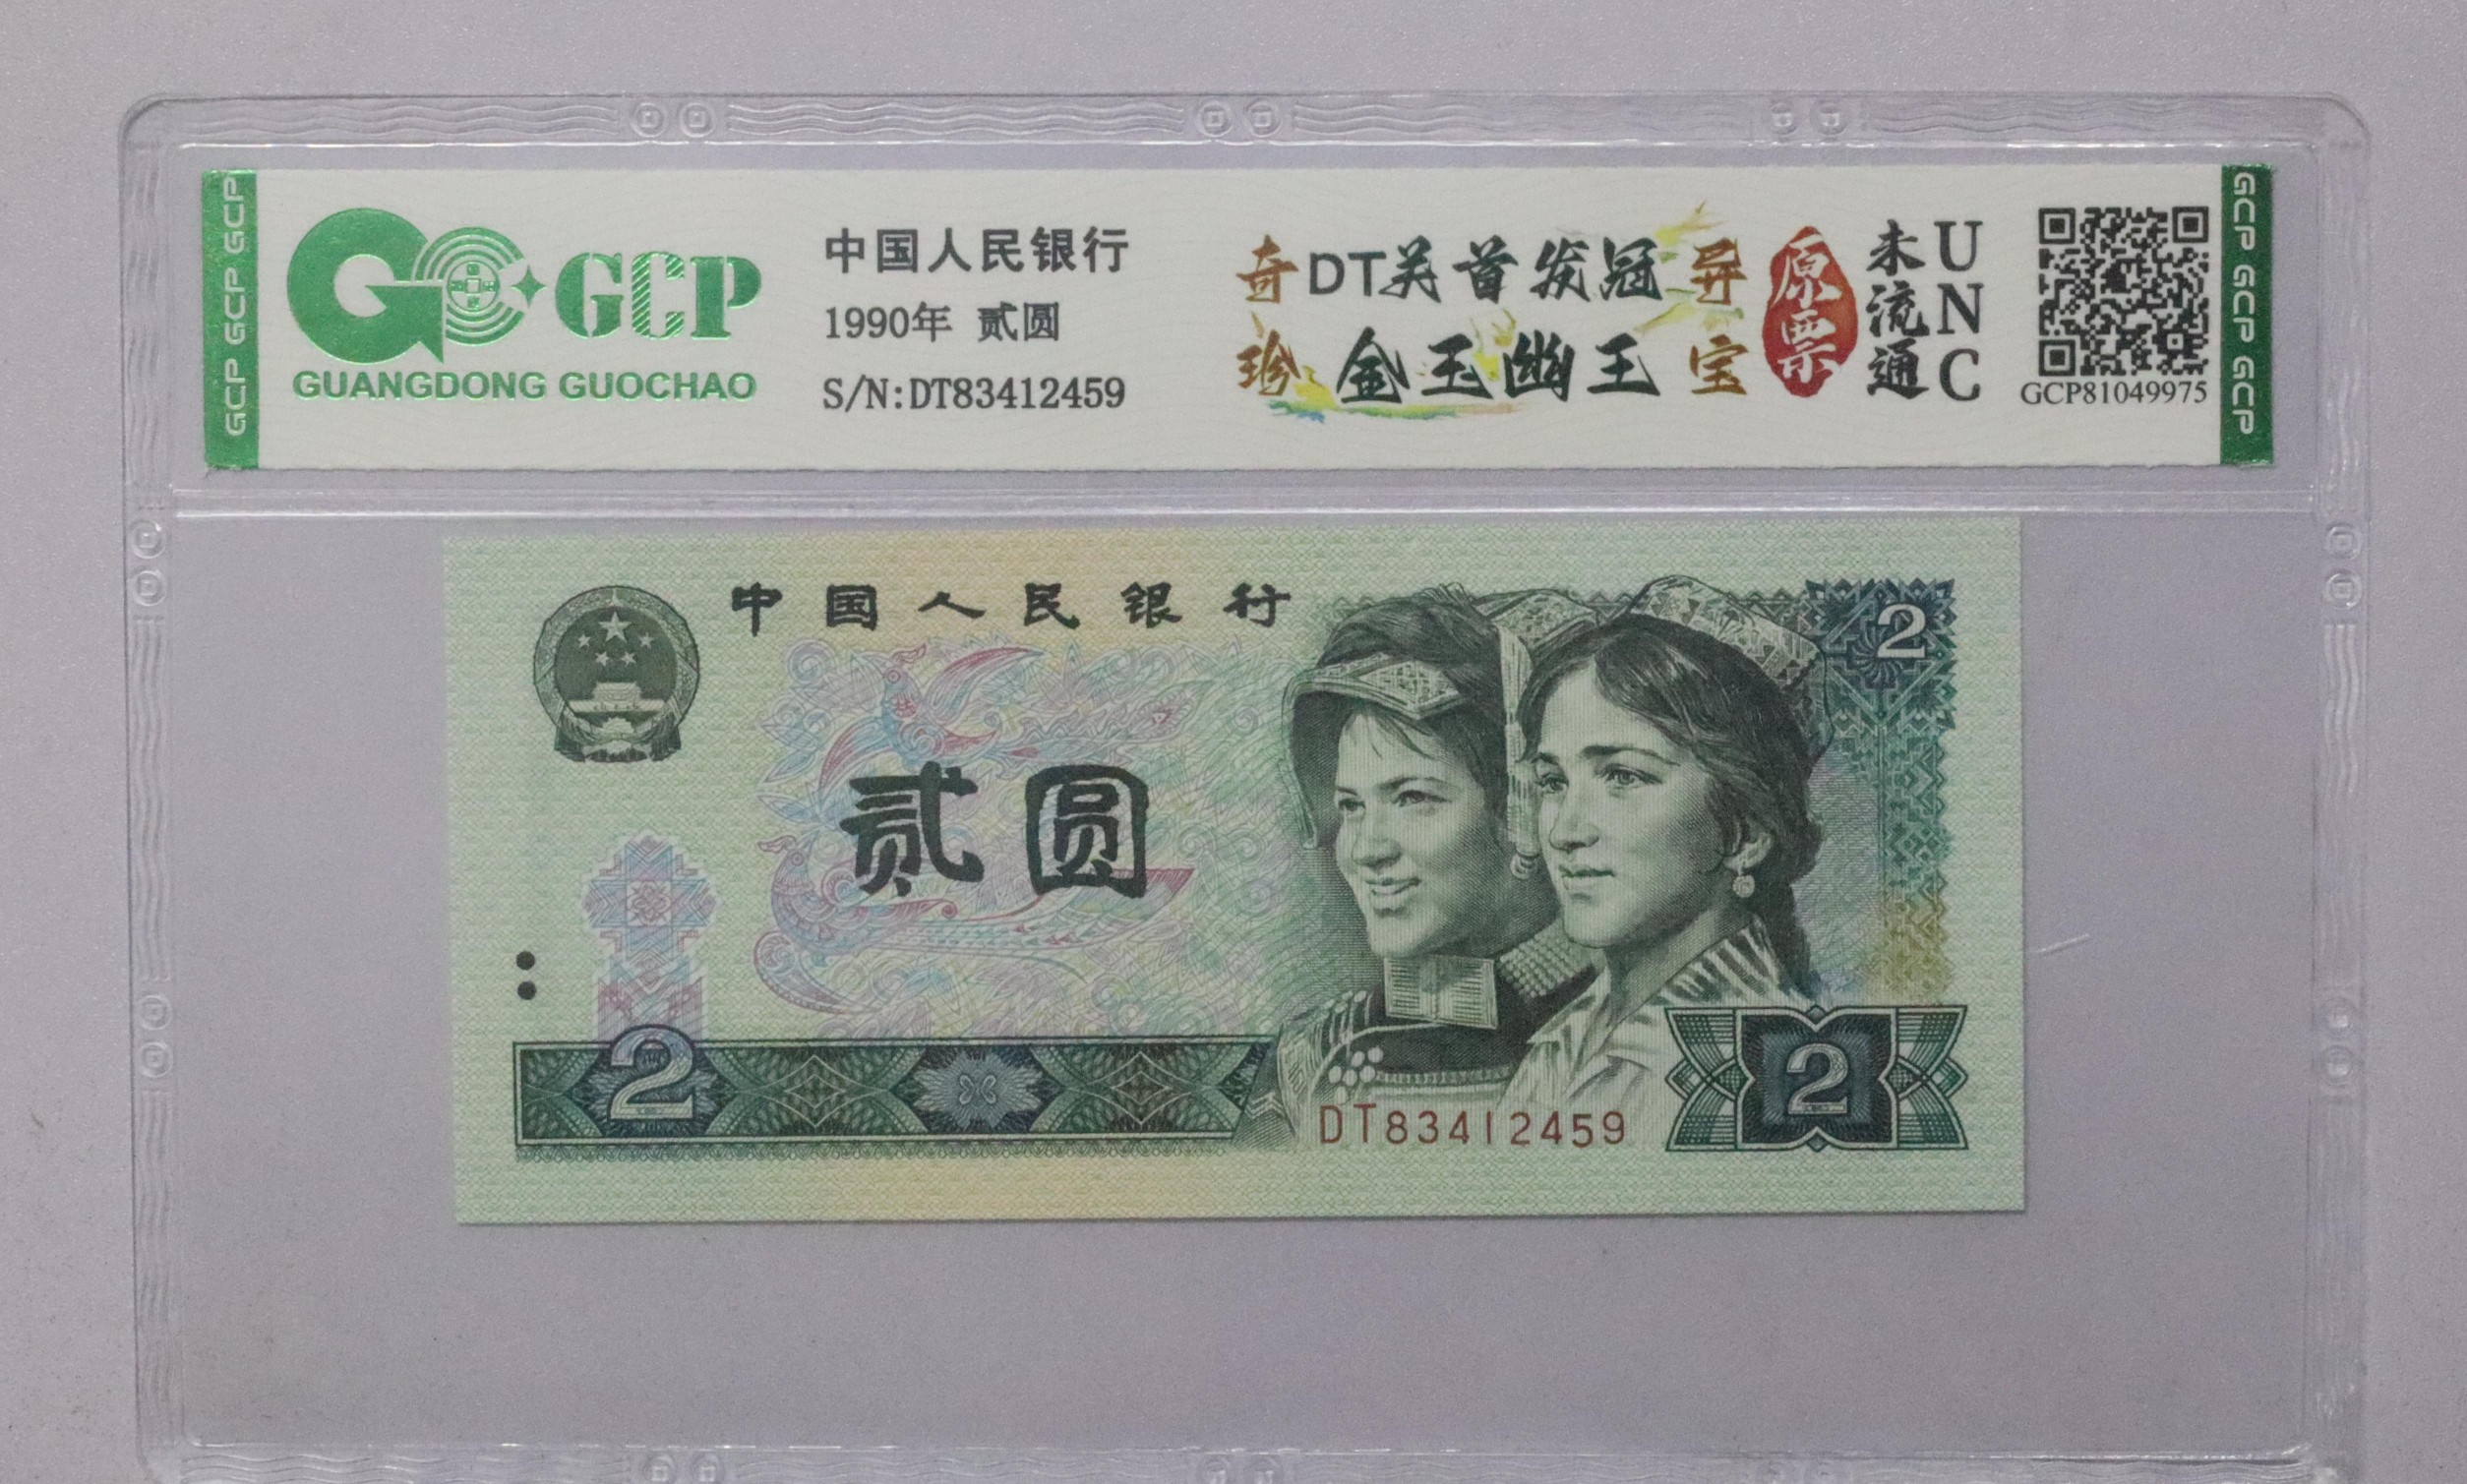 GCP GCP GCP
GCP
GUANGDONG GUOCHAO
中国人民银行
1990年 贰圆
S/N:DT83412459
奇DT关首发冠异
珍金玉幽王宝
原票
未流通
UNC
GCP81049975
GCP GCP GCP
中国人民银行
2
贰圆
2
DT83412459
2